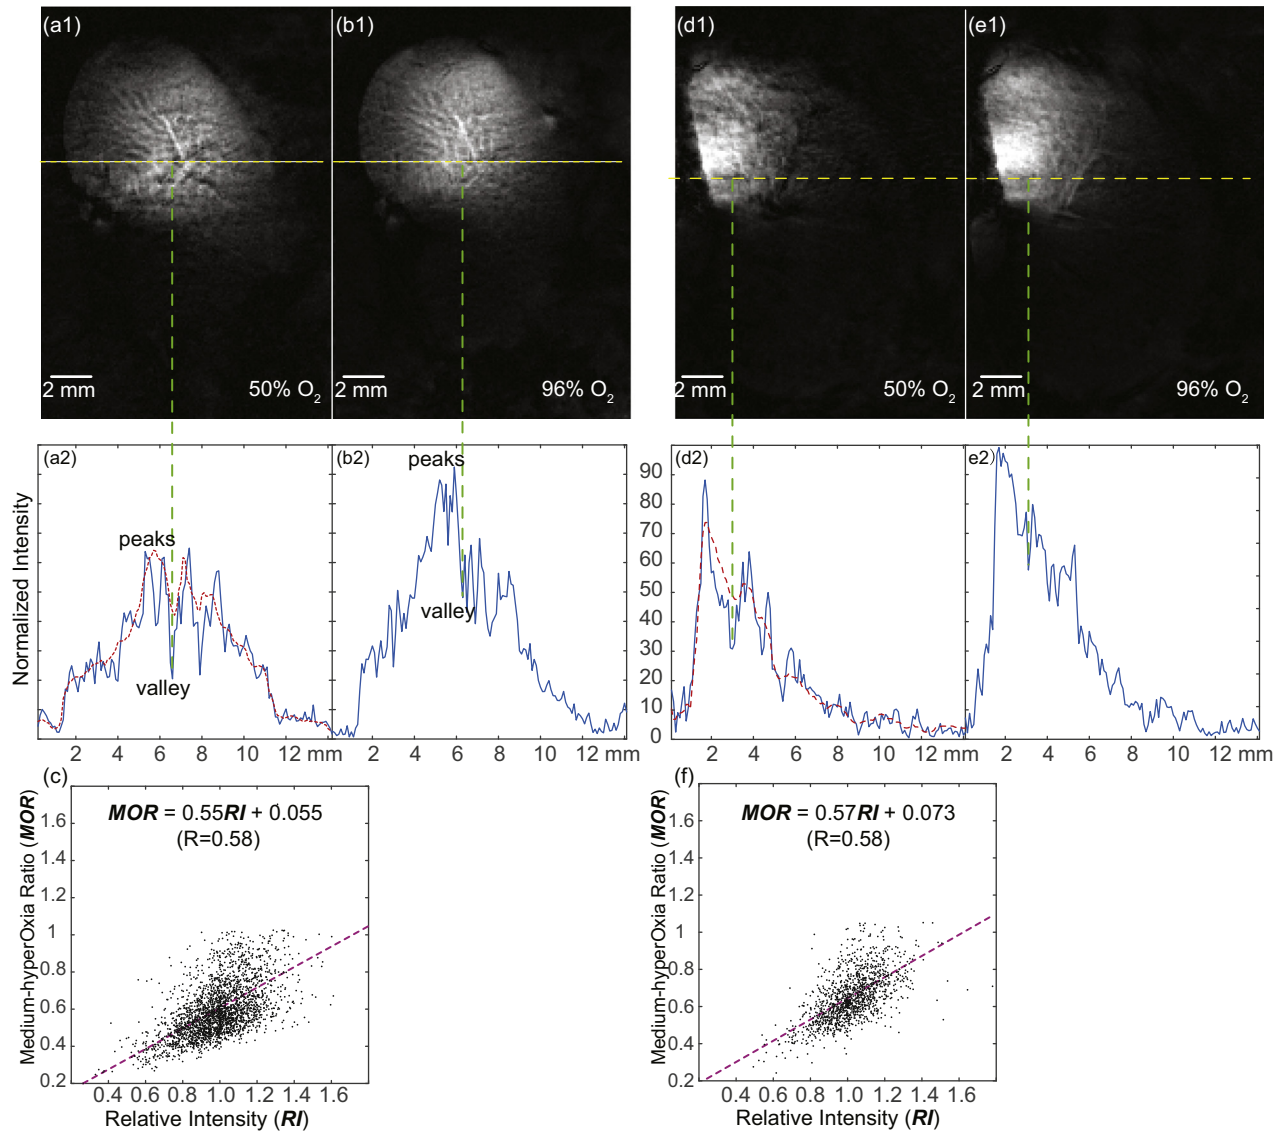 (a1)
(b1)
(d1)
(e1)
2 mm
50% O2
2 mm
96% O2
2 mm
50% O2
2 mm
96% O2
Normalized Intensity
(a2)
peaks
valley
2 4 6 8 10 12 mm
(b2)
peaks
valley
2 4 6 8 10 12 mm
90
80
70
60
50
40
30
20
10
0
(d2)
2 4 6 8 10 12 mm
e2)
2 4 6 8 10 12 mm
(c)
MOR = 0.55RI + 0.055
(R=0.58)
Medium-hyperOxia Ratio (MOR)
1.6
1.4
1.2
1
0.8
0.6
0.4
0.2
0.4 0.6 0.8 1.0 1.2 1.4 1.6
Relative Intensity (RI)
(f)
MOR = 0.57RI + 0.073
(R=0.58)
Medium-hyperOxia Ratio (MOR)
1.6
1.4
1.2
1
0.8
0.6
0.4
0.2
0.4 0.6 0.8 1.0 1.2 1.4 1.6
Relative Intensity (RI)